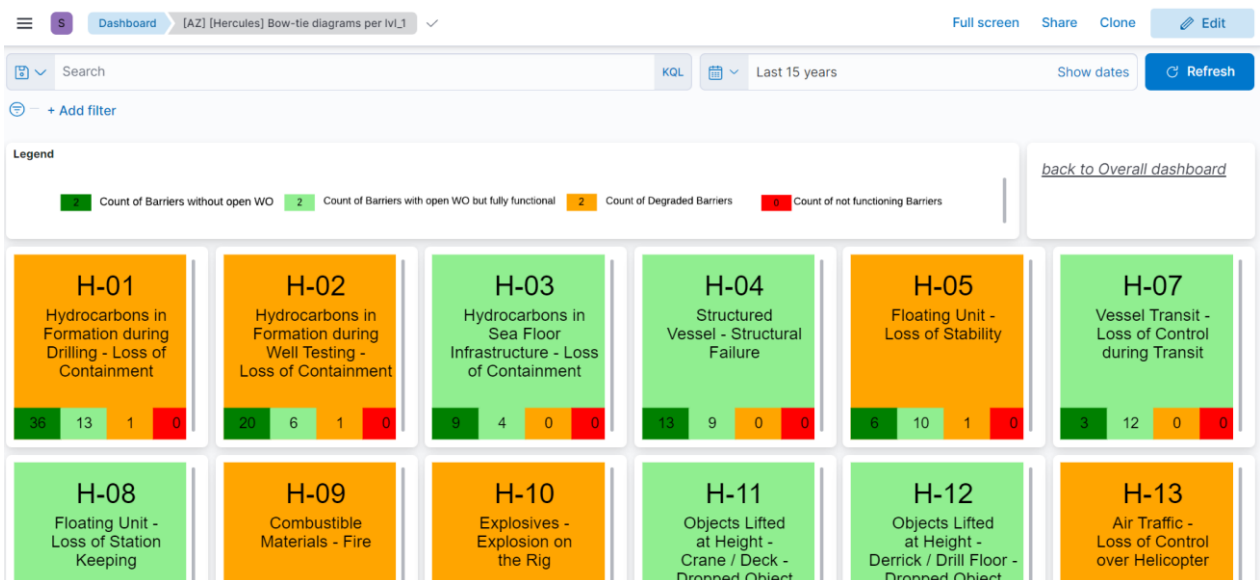 S Dashboard [AZ] [Hercules] Bow-tie diagrams per lvl_1 Full screen Share Clone Edit
Search KQL Last 15 years Show dates Refresh
+ Add filter
Legend
back to Overall dashboard
2 Count of Barriers without open WO 2 Count of Barriers with open WO but fully functional 2 Count of Degraded Barriers 0 Count of not functioning Barriers
H-01
Hydrocarbons in
Formation during
Drilling - Loss of
Containment
36 13 1 0
H-02
Hydrocarbons in
Formation during
Well Testing -
Loss of Containment
20 6 1 0
H-03
Hydrocarbons in
Sea Floor
Infrastructure - Loss
of Containment
9 4 0 0
H-04
Structured
Vessel - Structural
Failure
13 9 0 0
H-05
Floating Unit -
Loss of Stability
6 10 1 0
H-07
Vessel Transit -
Loss of Control
during Transit
3 12 0 0
H-08
Floating Unit -
Loss of Station
Keeping
H-09
Combustible
Materials - Fire
H-10
Explosives -
Explosion on
the Rig
H-11
Objects Lifted
at Height -
Crane / Deck -
Dropped Object
H-12
Objects Lifted
at Height -
Derrick / Drill Floor -
Dropped Object
H-13
Air Traffic -
Loss of Control
over Helicopter